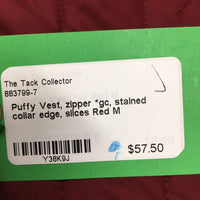 The Tack Collector
883799-7
Puffy Vest, zipper *gc, stained
collar edge, slices Red M
Y38K9J
$57.50